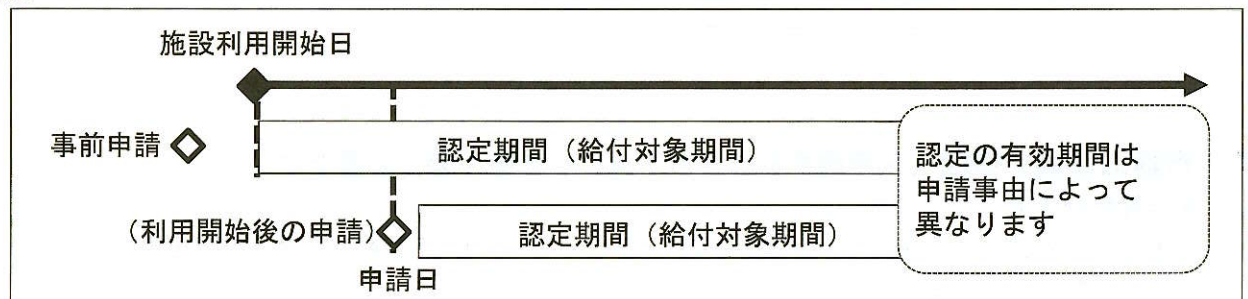 施設利用開始日
事前申請
認定期間（給付対象期間）
認定の有効期間は
申請事由によって
異なります
（利用開始後の申請）
認定期間（給付対象期間）
申請日